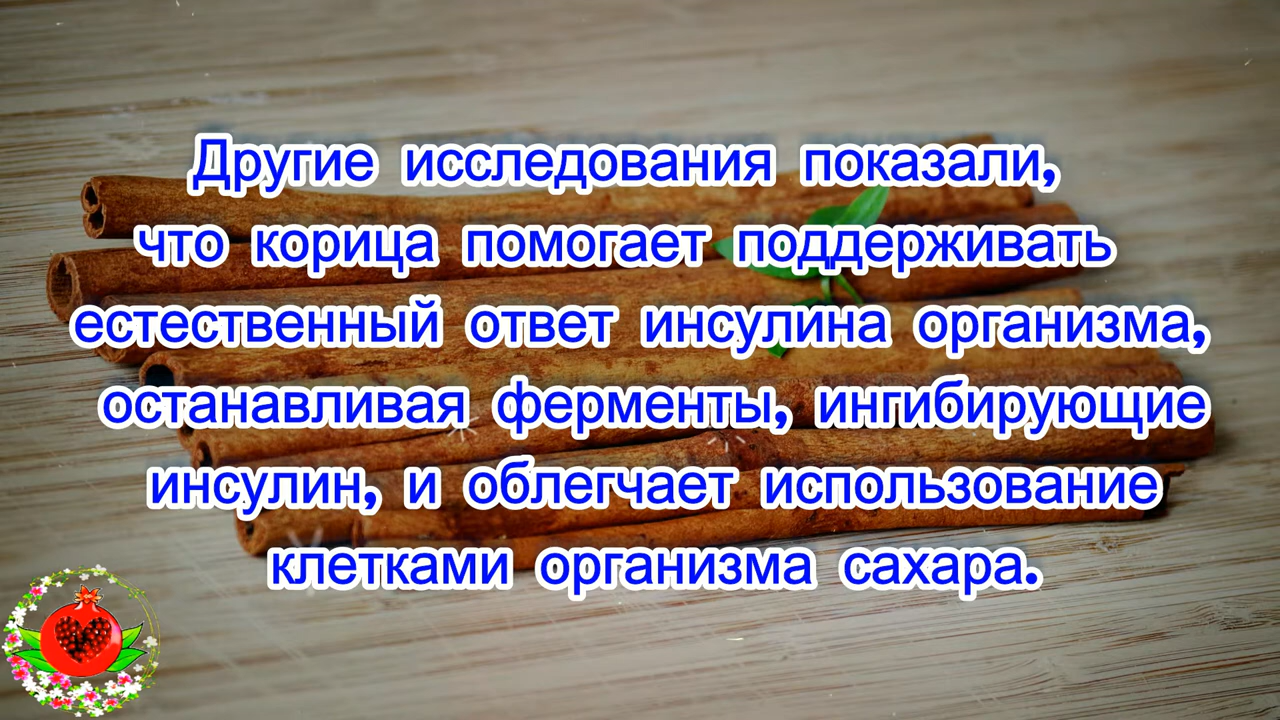 Другие исследования показали,
что корица помогает поддерживать
естественный ответ инсулина организма,
останавливая ферменты, ингибирующие
инсулин, и облегчает использование
клетками организма сахара.